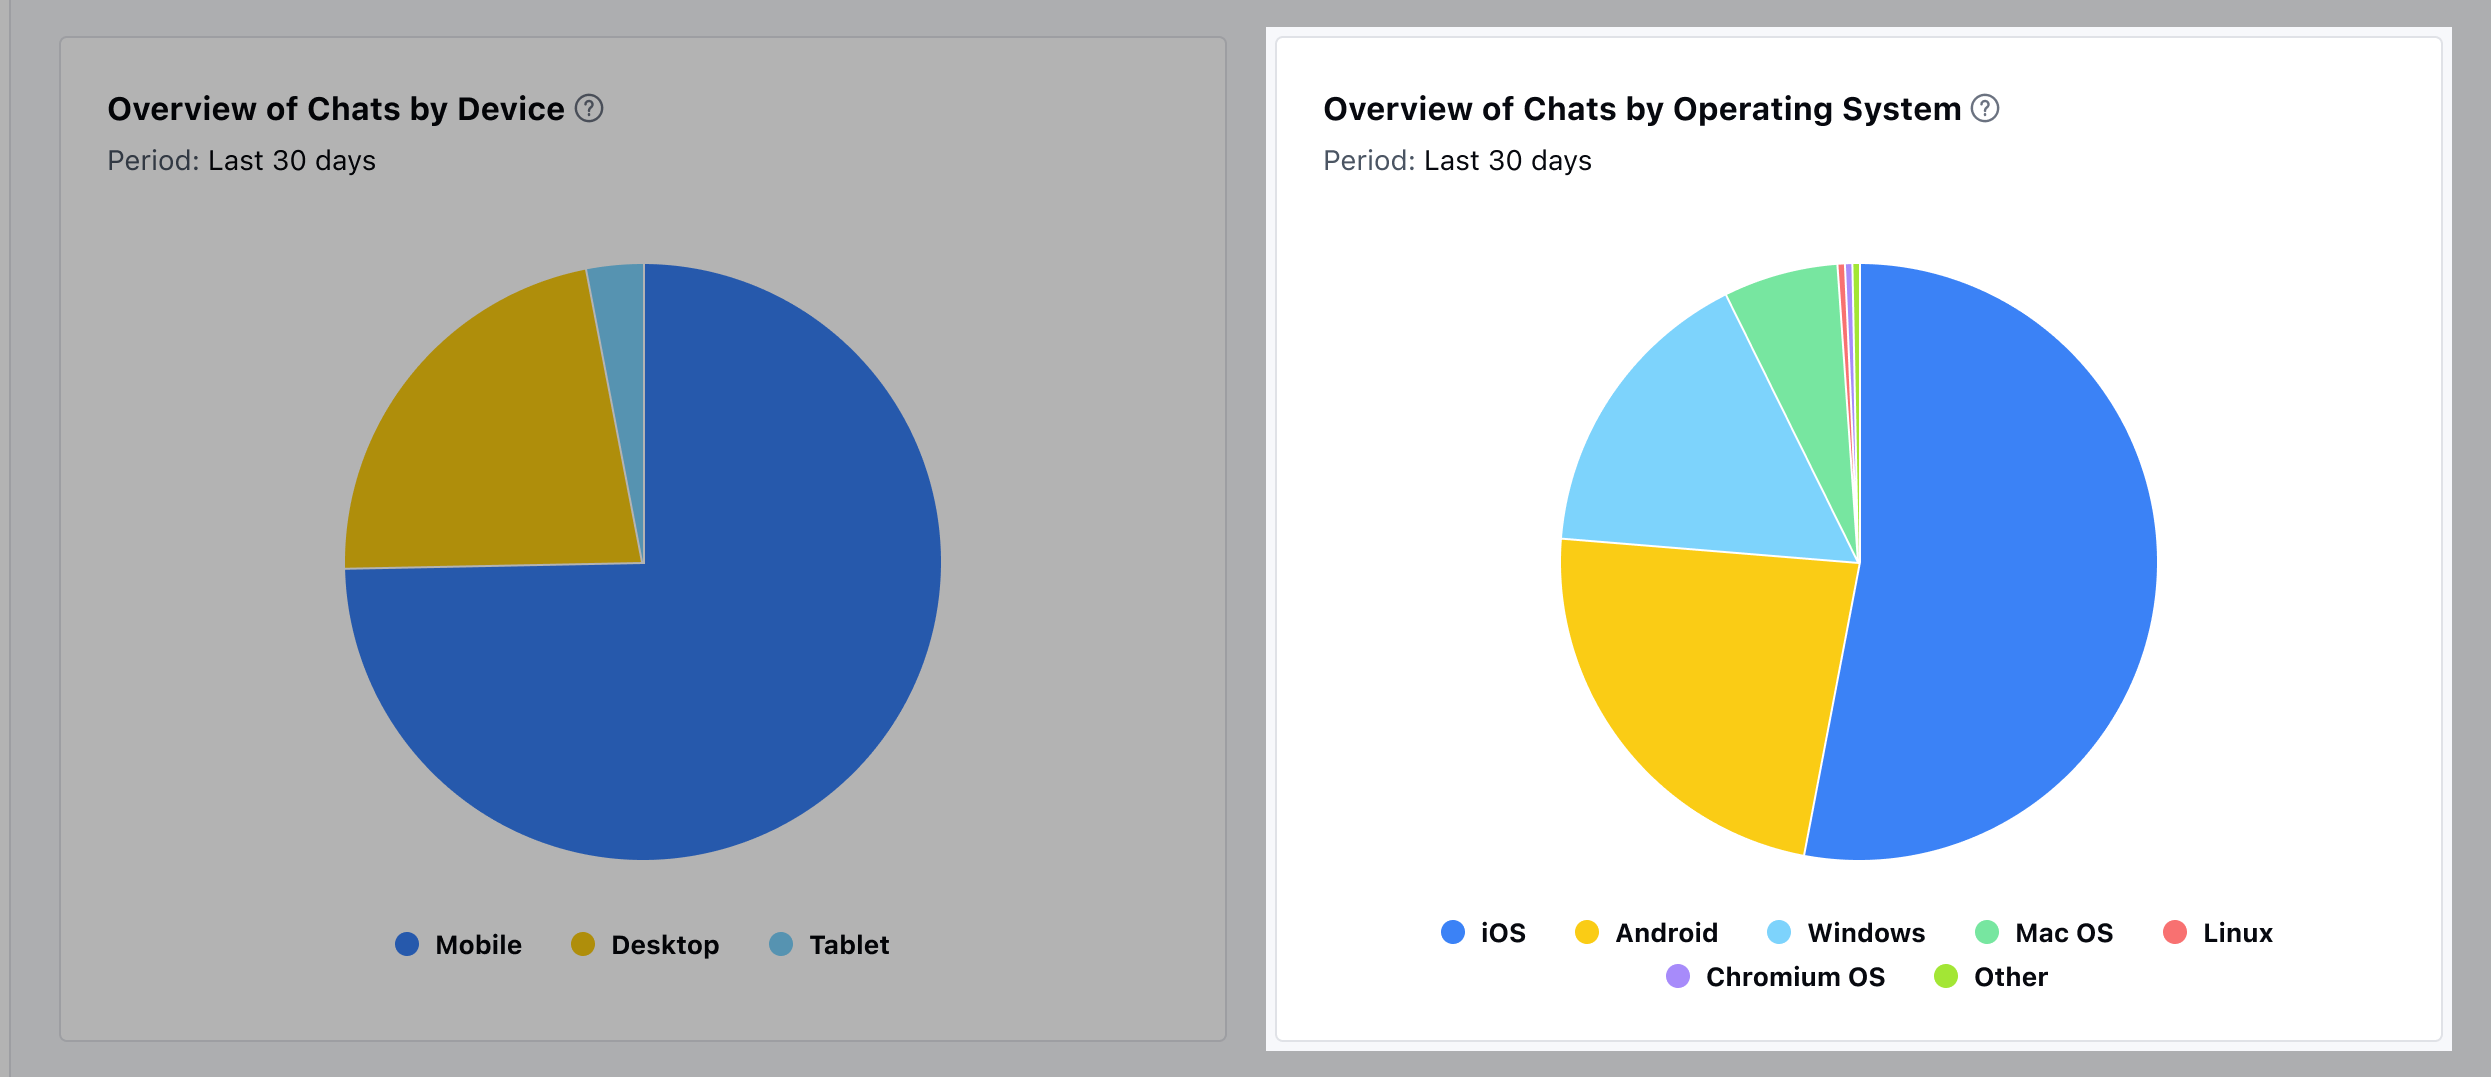 Overview of Chats by Device ?
Period: Last 30 days
Mobile Desktop Tablet
Overview of Chats by Operating System ?
Period: Last 30 days
iOS Android Windows Mac OS Linux
Chromium OS Other